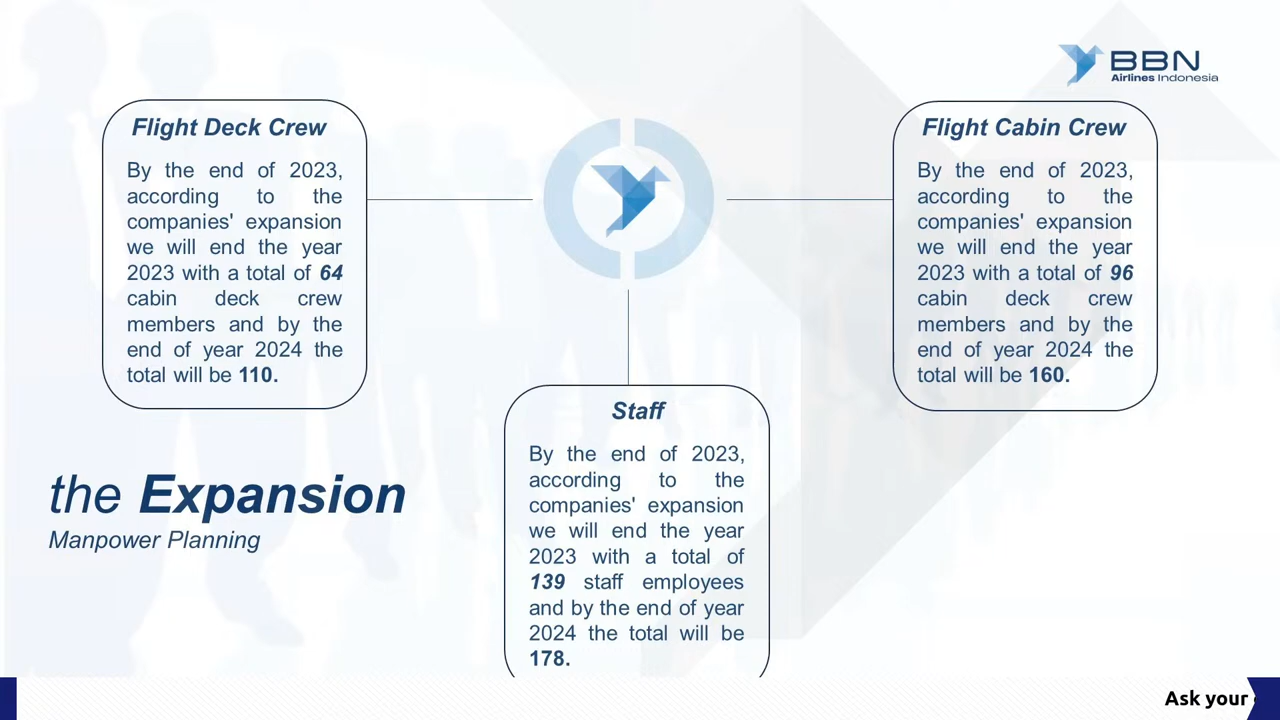 BBN
Airlines Indonesia
Flight Deck Crew
By the end of 2023,
according to the
companies' expansion
we will end the year
2023 with a total of 64
cabin deck crew
members and by the
end of year 2024 the
total will be 110.
Flight Cabin Crew
By the end of 2023,
according to the
companies' expansion
we will end the year
2023 with a total of 96
cabin deck crew
members and by the
end of year 2024 the
total will be 160.
Staff
By the end of 2023,
according to the
companies' expansion
we will end the year
2023 with a total of
139 staff employees
and by the end of year
2024 the total will be
178.
the Expansion
Manpower Planning
Ask your